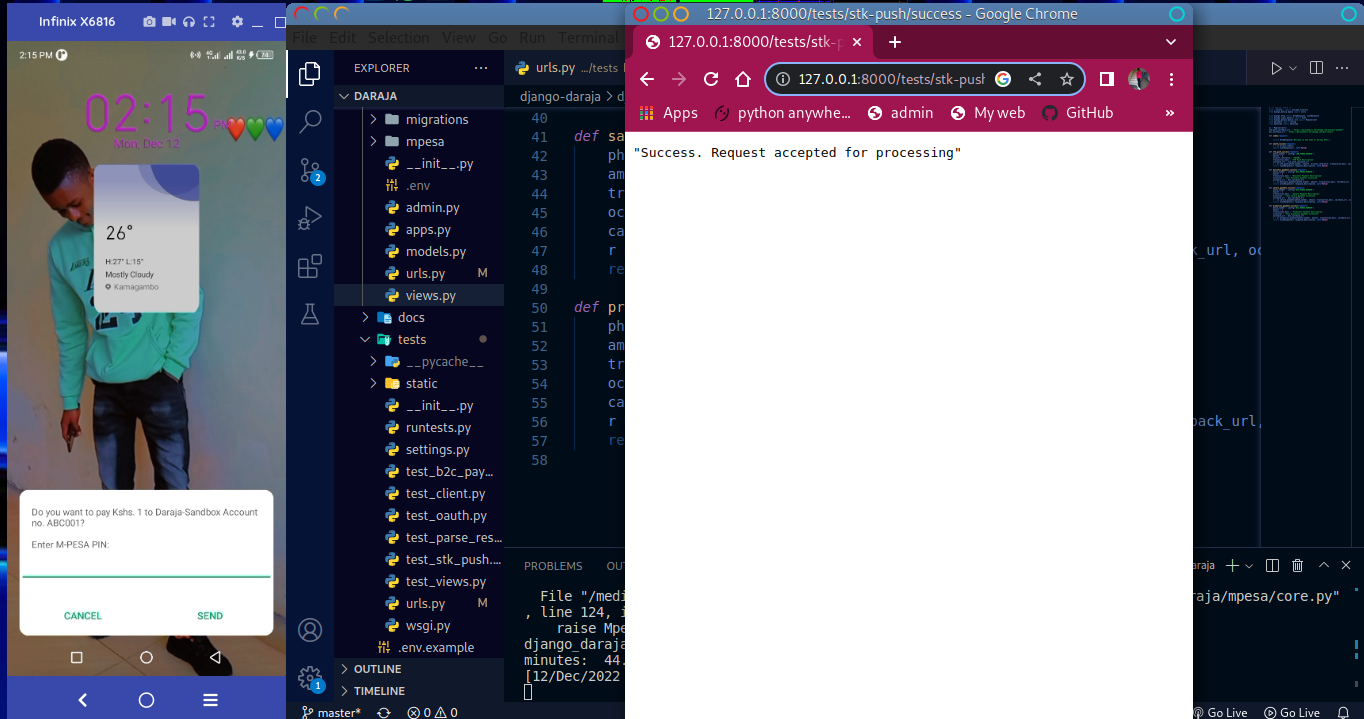 Infinix X6816
2:15 PM
02:15 PM
Mon, Dec 12
26°
H:27° L:15°
Mostly Cloudy
Kamagambo
Do you want to pay Kshs. 1 to Daraja-Sandbox Account
no. ABC001?
Enter M-PESA PIN:
CANCEL SEND
File Edit Selection View Go Run Terminal
2
1
EXPLORER ...
DARAJA
migrations
mpesa
__init__.py
.env
admin.py
apps.py
models.py
urls.py M
views.py
docs
tests
__pycache__
static
__init__.py
runtests.py
settings.py
test_b2c_pay...
test_client.py
test_oauth.py
test_parse_res...
test_stk_push....
test_views.py
urls.py M
wsgi.py
.env.example
OUTLINE
TIMELINE
master* 0 0
urls.py .../tests
django-daraja > d
40
41 def sa
42 ph
43 am
44 tr
45 oc
46 ca
47 r k_url, oc
48 re
49
50 def pr
51 ph
52 am
53 tr
54 oc
55 ca
56 r back_url,
57 re
58
PROBLEMS OU araja
File "/medi raja/mpesa/core.py"
, line 124, i
raise Mpe
django_daraja
minutes: 44.
[12/Dec/2022
Go Live Go Live
127.0.0.1:8000/tests/stk-push/success - Google Chrome
127.0.0.1:8000/tests/stk-p
127.0.0.1:8000/tests/stk-push
Apps python anywhe... admin My web GitHub »
"Success. Request accepted for processing"